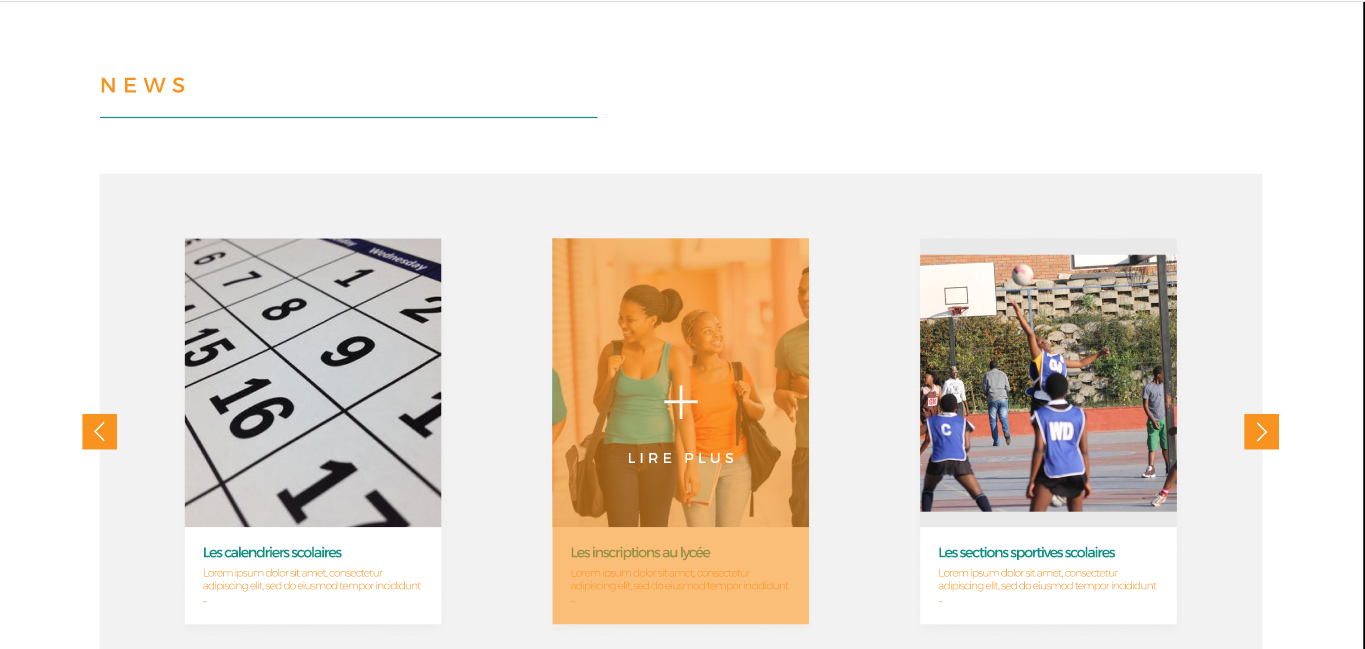 NEWS
Wednesday
6
7
1
8
2
15
9
16
1
17
LIRE PLUS
C
GA
WD
Les calendriers scolaires
Lorem ipsum dolor sit amet, consectetur
adipiscing elit, sed do eiusmod tempor incididunt
Les inscriptions au lycée
Lorem ipsum dolor sit amet, consectetur
adipiscing elit, sed do eiusmod tempor incididunt
Les sections sportives scolaires
Lorem ipsum dolor sit amet, consectetur
adipiscing elit, sed do eiusmod tempor incididunt